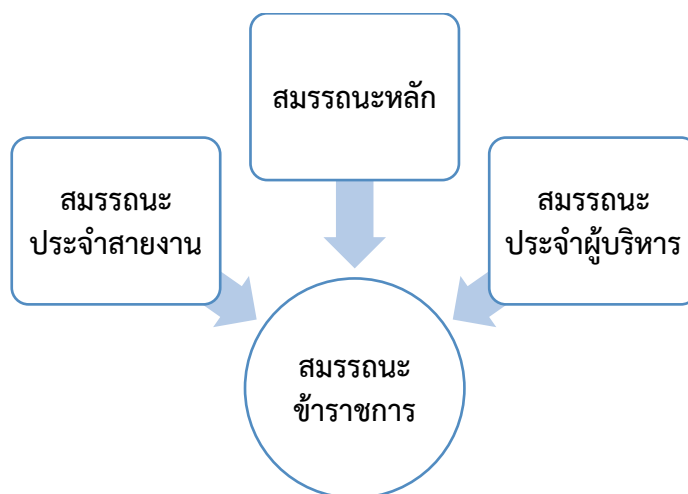 สมรรถนะหลัก
สมรรถนะ
ประจำสายงาน
สมรรถนะ
ประจำผู้บริหาร
สมรรถนะ
ข้าราชการ